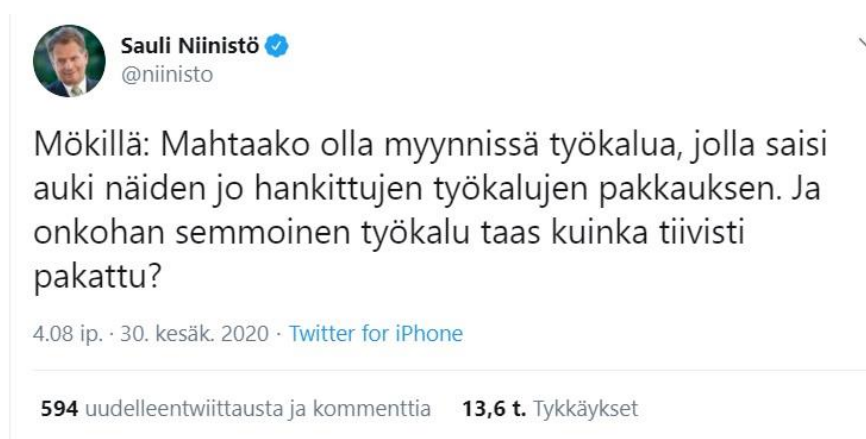 Sauli Niinistö
@niinisto
Mökillä: Mahtaako olla myynnissä työkalua, jolla saisi
auki näiden jo hankittujen työkalujen pakkauksen. Ja
onkohan semmoinen työkalu taas kuinka tiivisti
pakattu?
4.08 ip. · 30. kesäk. 2020 · Twitter for iPhone
594 uudelleentwiittausta ja kommenttia 13,6 t. Tykkäykset